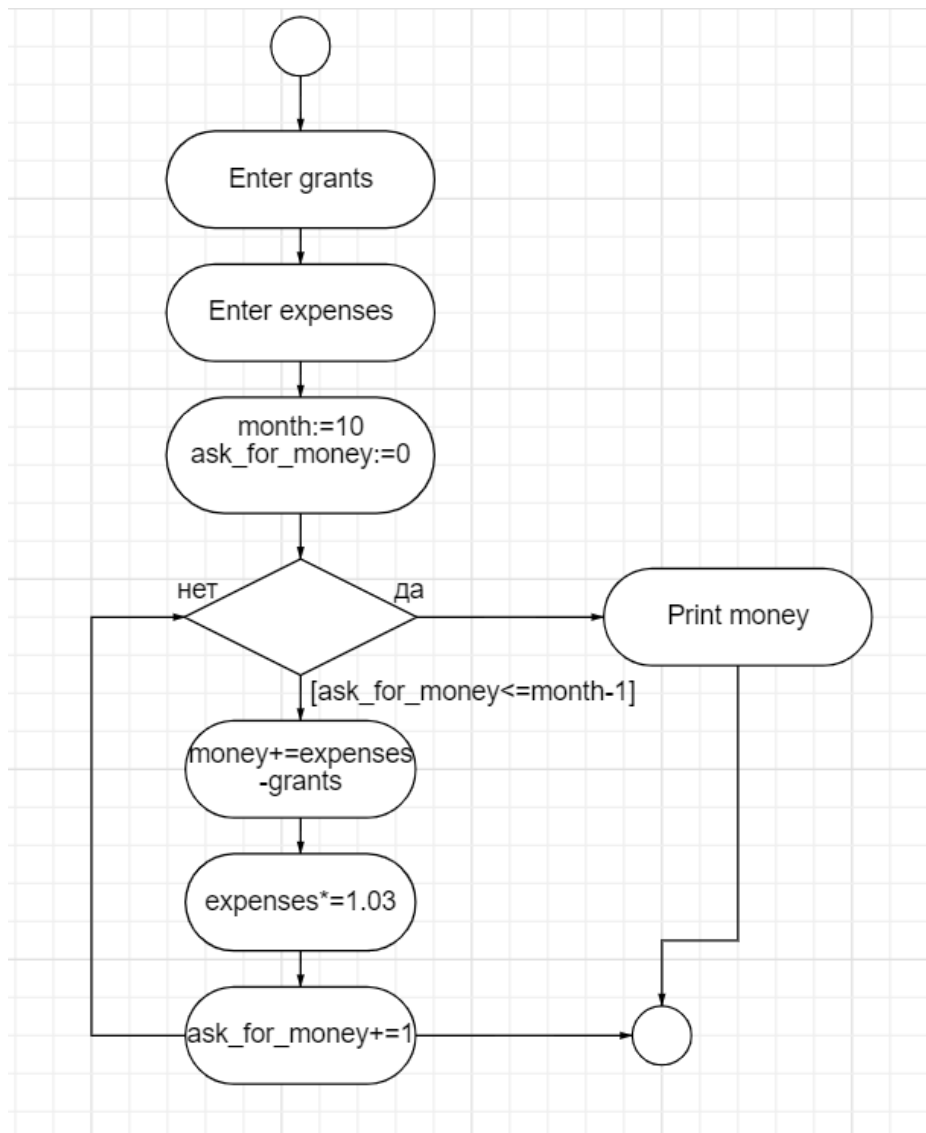 Enter grants
Enter expenses
month:=10
ask_for_money:=0
нет
да
Print money
[ask_for_money<=month-1]
money+=expenses
-grants
expenses*=1.03
ask_for_money+=1